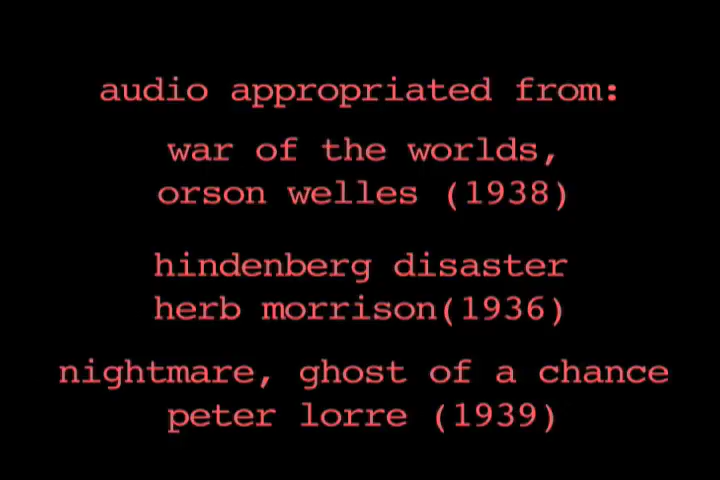 audio appropriated from:
war of the worlds,
orson welles (1938)
hindenberg disaster
herb morrison(1936)
nightmare, ghost of a chance
peter lorre (1939)